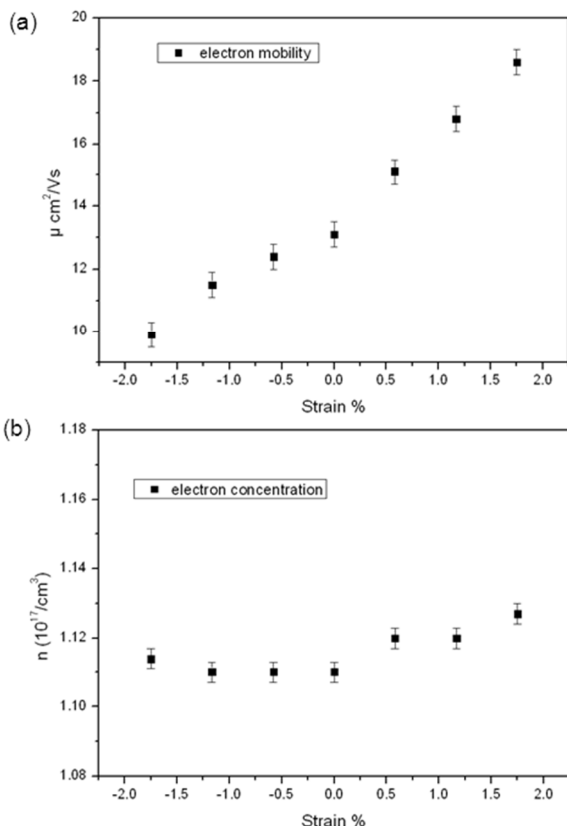 (a)
electron mobility
20
18
16
14
12
10
μ cm²/Vs
-2.0 -1.5 -1.0 -0.5 0.0 0.5 1.0 1.5 2.0
Strain %
(b)
electron concentration
1.18
1.16
1.14
1.12
1.10
1.08
n (10¹⁷/cm³)
-2.0 -1.5 -1.0 -0.5 0.0 0.5 1.0 1.5 2.0
Strain %